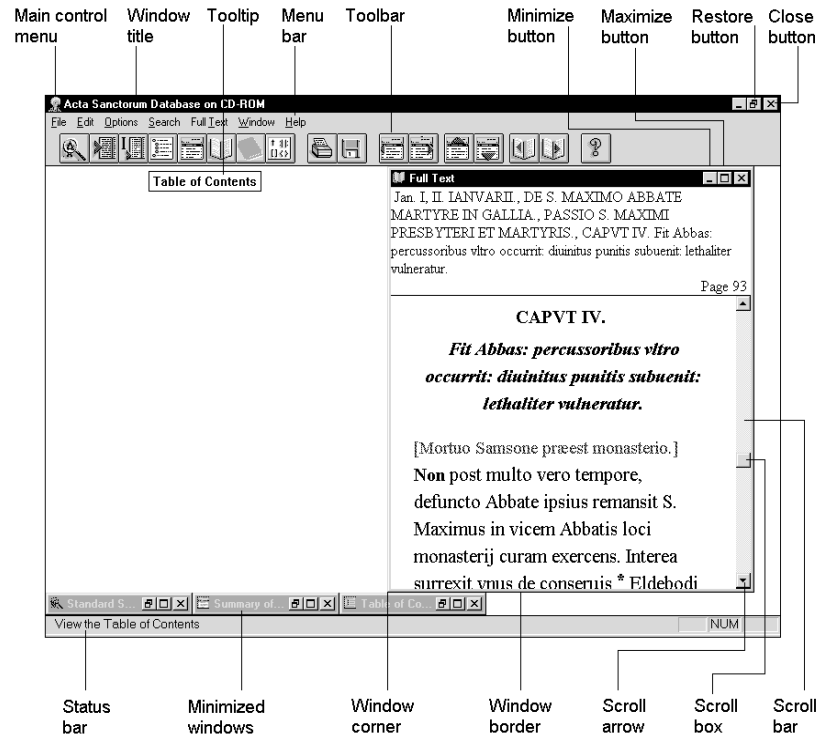 Main control menu
Window title
Tooltip
Menu bar
Toolbar
Minimize button
Maximize button
Restore button
Close button
Acta Sanctorum Database on CD-ROM
File Edit Options Search Full Text Window Help
Table of Contents
Full Text
Jan. I, II. IANVARII., DE S. MAXIMO ABBATE
MARTYRE IN GALLIA., PASSIO S. MAXIMI
PRESBYTERI ET MARTYRIS., CAPVT IV. Fit Abbas:
percussoribus vltro occurrit: diuinitus punitis subuenit: lethaliter
vulneratur.
Page 93
CAPVT IV.
Fit Abbas: percussoribus vltro
occurrit: diuinitus punitis subuenit:
lethaliter vulneratur.
[Mortuo Samsone præest monasterio.]
Non post multo vero tempore,
defuncto Abbate ipsius remansit S.
Maximus in vicem Abbatis loci
monasterij curam exercens. Interea
surrexit vnus de conseruis * Eldebodi
Standard S...
Summary of...
Table of Co...
View the Table of Contents
NUM
Status bar
Minimized windows
Window corner
Window border
Scroll arrow
Scroll box
Scroll bar